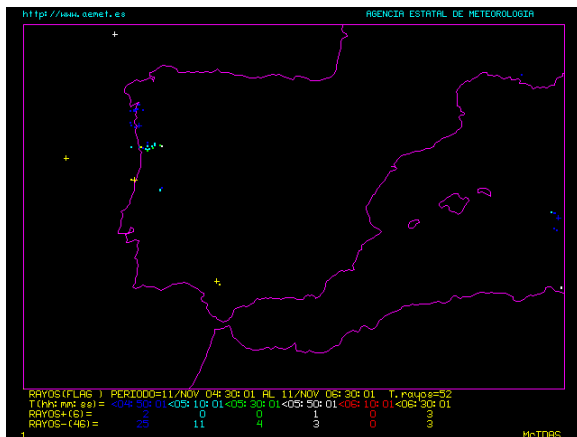 http://www.aemet.es AGENCIA ESTATAL DE METEOROLOGIA
RAYOS(FLAG ) PERIODO=11/NOV 04:30:01 AL 11/NOV 06:30:01 T.rayos=52
T(hh:mm:ss)= <04:50:01 <05:10:01 <05:30:01 <05:50:01 <06:10:01 <06:30:01
RAYOS+(6)= 2 0 0 1 0 3
RAYOS-(46)= 25 11 4 3 0 3
1 McIDAS